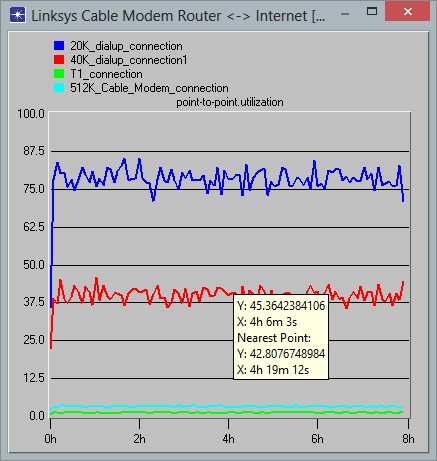 Linksys Cable Modem Router <-> Internet [...
20K_dialup_connection
40K_dialup_connection1
T1_connection
512K_Cable_Modem_connection
point-to-point.utilization
100.0
87.5
75.0
62.5
50.0
37.5
25.0
12.5
0.0
Y: 45.3642384106
X: 4h 6m 3s
Nearest Point:
Y: 42.8076748984
X: 4h 19m 12s
0h 2h 4h 6h 8h